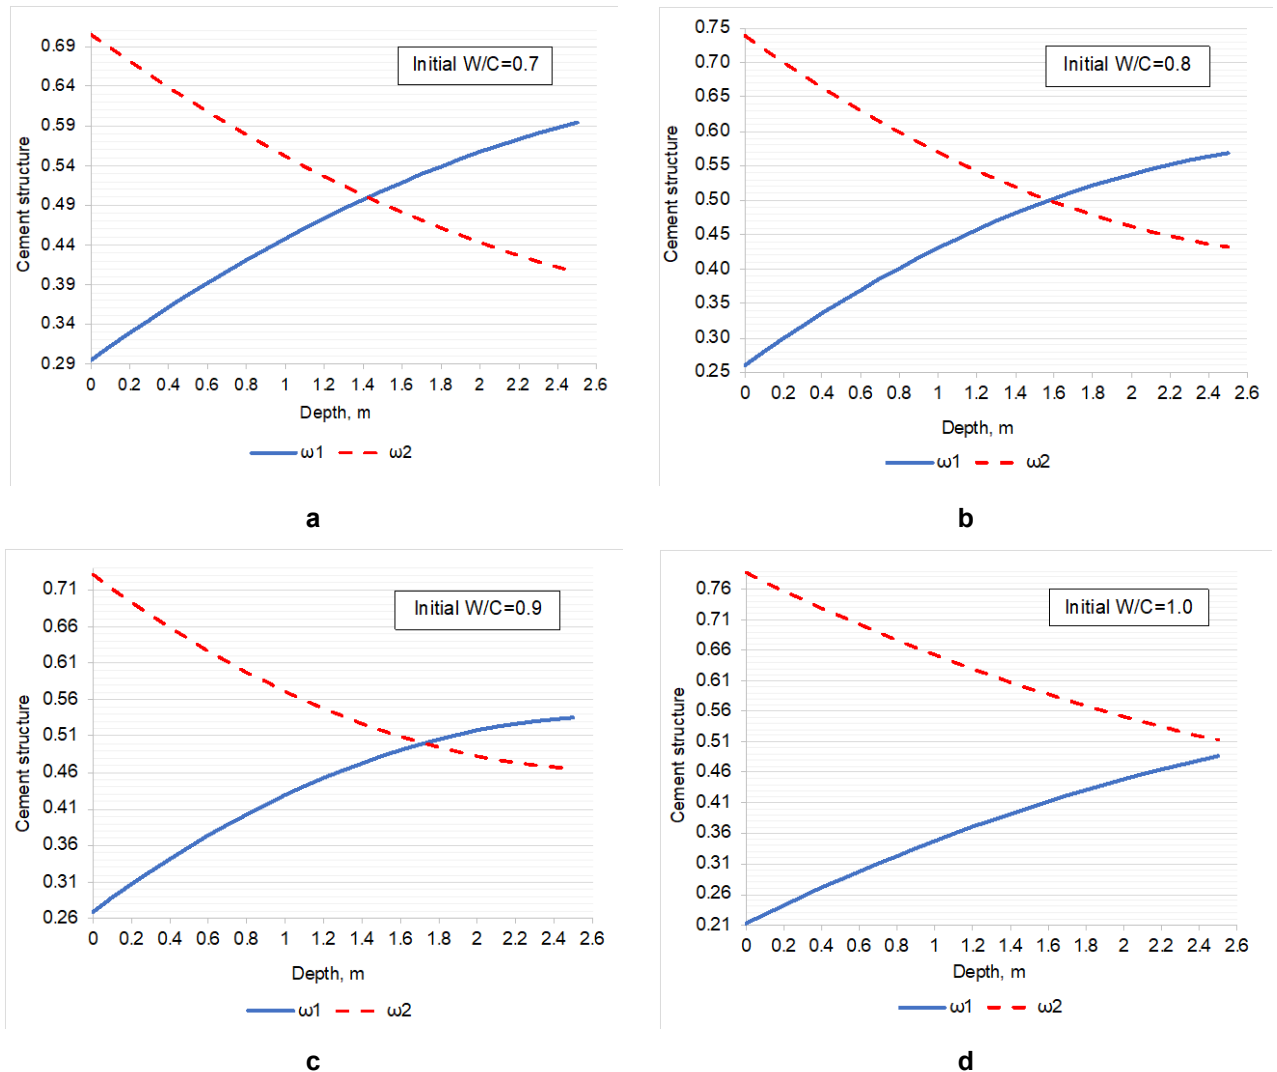 Initial W/C=0.7
Cement structure
0.69
0.64
0.59
0.54
0.49
0.44
0.39
0.34
0.29
0 0.2 0.4 0.6 0.8 1 1.2 1.4 1.6 1.8 2 2.2 2.4 2.6
Depth, m
ω1 ω2
a
Initial W/C=0.8
Cement structure
0.75
0.70
0.65
0.60
0.55
0.50
0.45
0.40
0.35
0.30
0.25
0 0.2 0.4 0.6 0.8 1 1.2 1.4 1.6 1.8 2 2.2 2.4 2.6
Depth, m
ω1 ω2
b
Initial W/C=0.9
Cement structure
0.71
0.66
0.61
0.56
0.51
0.46
0.41
0.36
0.31
0.26
0 0.2 0.4 0.6 0.8 1 1.2 1.4 1.6 1.8 2 2.2 2.4 2.6
Depth, m
ω1 ω2
c
Initial W/C=1.0
Cement structure
0.76
0.71
0.66
0.61
0.56
0.51
0.46
0.41
0.36
0.31
0.26
0.21
0 0.2 0.4 0.6 0.8 1 1.2 1.4 1.6 1.8 2 2.2 2.4 2.6
Depth, m
ω1 ω2
d